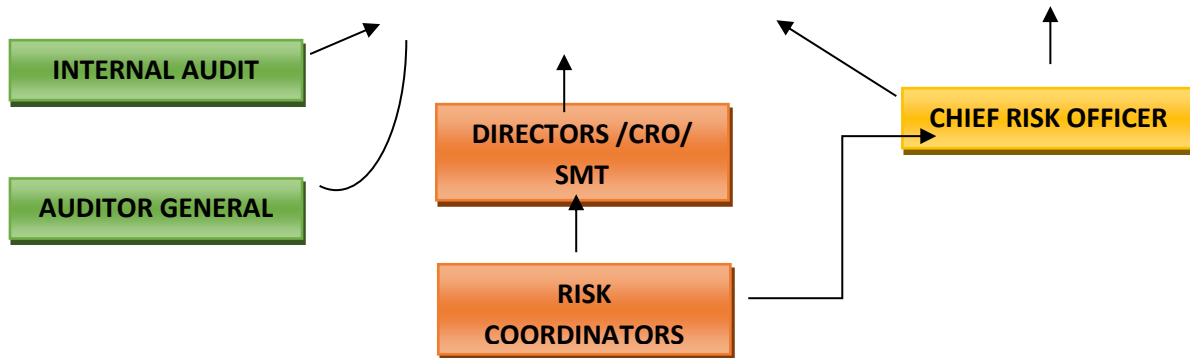 INTERNAL AUDIT
CHIEF RISK OFFICER
DIRECTORS /CRO/
SMT
AUDITOR GENERAL
RISK
COORDINATORS